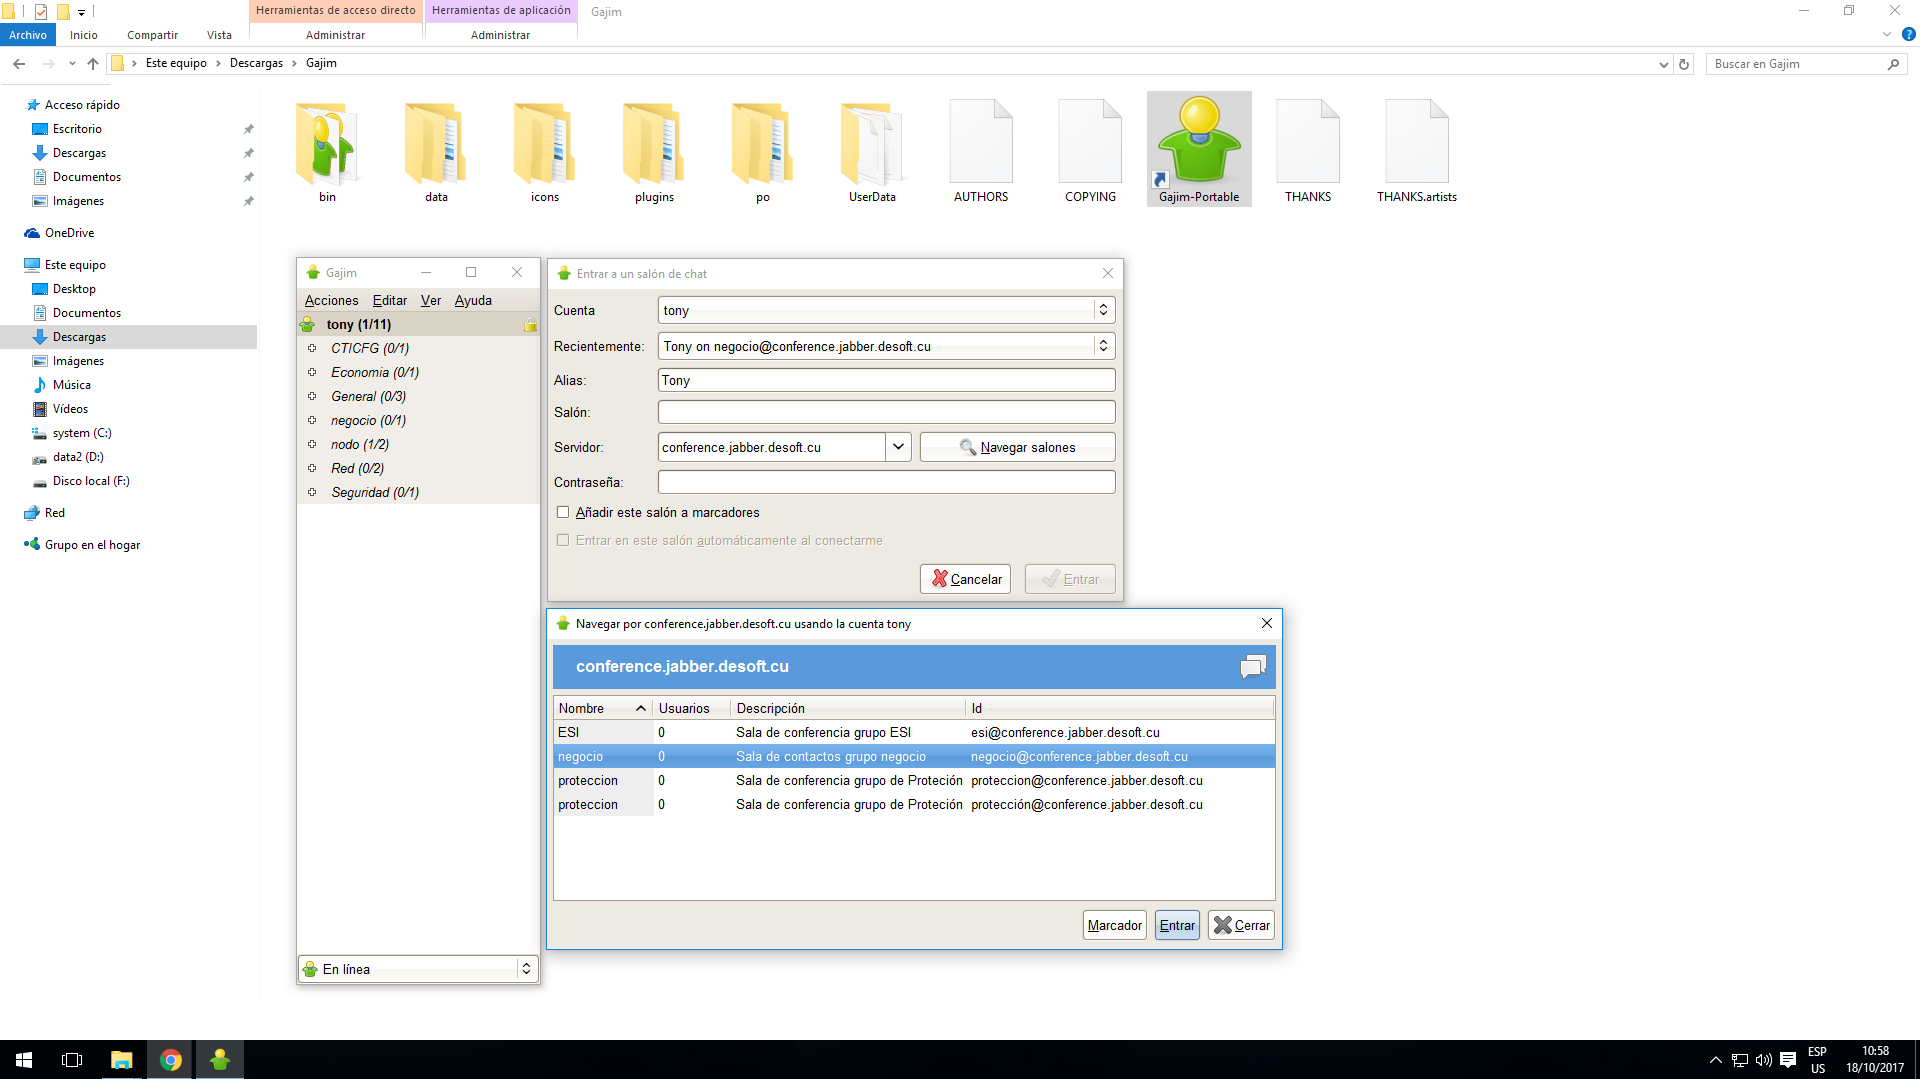 Herramientas de acceso directo
Herramientas de aplicación
Gajim
Archivo
Inicio
Compartir
Vista
Administrar
Administrar
Este equipo
Descargas
Gajim
Buscar en Gajim
Acceso rápido
Escritorio
Descargas
Documentos
Imágenes
OneDrive
Este equipo
Desktop
Documentos
Descargas
Imágenes
Música
Vídeos
system (C:)
data2 (D:)
Disco local (F:)
Red
Grupo en el hogar
bin
data
icons
plugins
po
UserData
AUTHORS
COPYING
Gajim-Portable
THANKS
THANKS.artists
Gajim
Acciones Editar Ver Ayuda
tony (1/11)
CTICFG (0/1)
Economia (0/1)
General (0/3)
negocio (0/1)
nodo (1/2)
Red (0/2)
Seguridad (0/1)
En línea
Entrar a un salón de chat
Cuenta tony
Recientemente: Tony on negocio@conference.jabber.desoft.cu
Alias: Tony
Salón:
Servidor: conference.jabber.desoft.cu Navegar salones
Contraseña:
Añadir este salón a marcadores
Entrar en este salón automáticamente al conectarme
Cancelar Entrar
Navegar por conference.jabber.desoft.cu usando la cuenta tony
conference.jabber.desoft.cu
Nombre Usuarios Descripción Id
ESI 0 Sala de conferencia grupo ESI esi@conference.jabber.desoft.cu
negocio 0 Sala de contactos grupo negocio negocio@conference.jabber.desoft.cu
proteccion 0 Sala de conferencia grupo de Proteción proteccion@conference.jabber.desoft.cu
proteccion 0 Sala de conferencia grupo de Proteción protección@conference.jabber.desoft.cu
Marcador Entrar Cerrar
ESP
US
10:58
18/10/2017